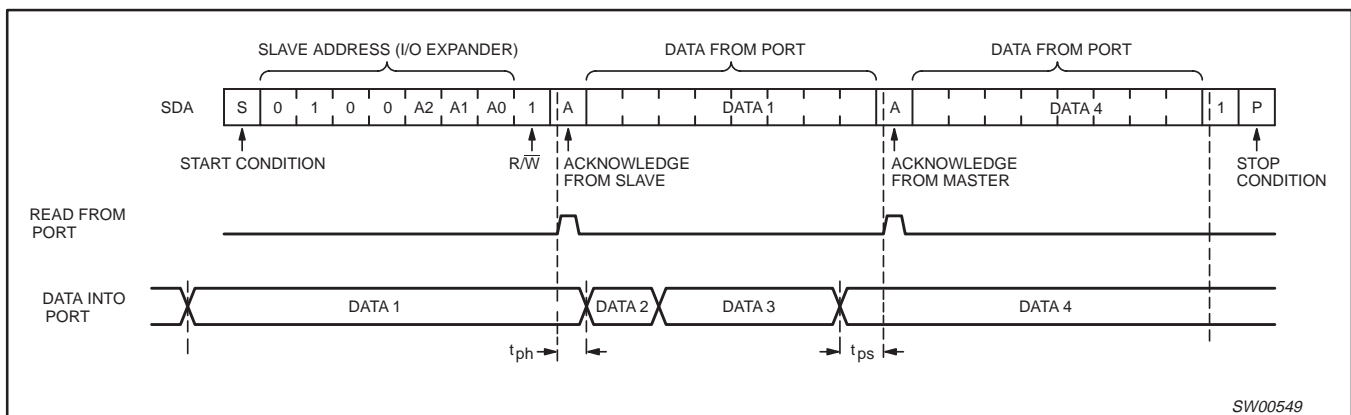 SLAVE ADDRESS (I/O EXPANDER) DATA FROM PORT DATA FROM PORT
SDA S 0 1 0 0 A2 A1 A0 1 A DATA 1 A DATA 4 1 P
START CONDITION R/W̅ ACKNOWLEDGE ACKNOWLEDGE STOP
FROM SLAVE FROM MASTER CONDITION
READ FROM
PORT
DATA INTO
PORT
DATA 1 DATA 2 DATA 3 DATA 4
tph tps
SW00549